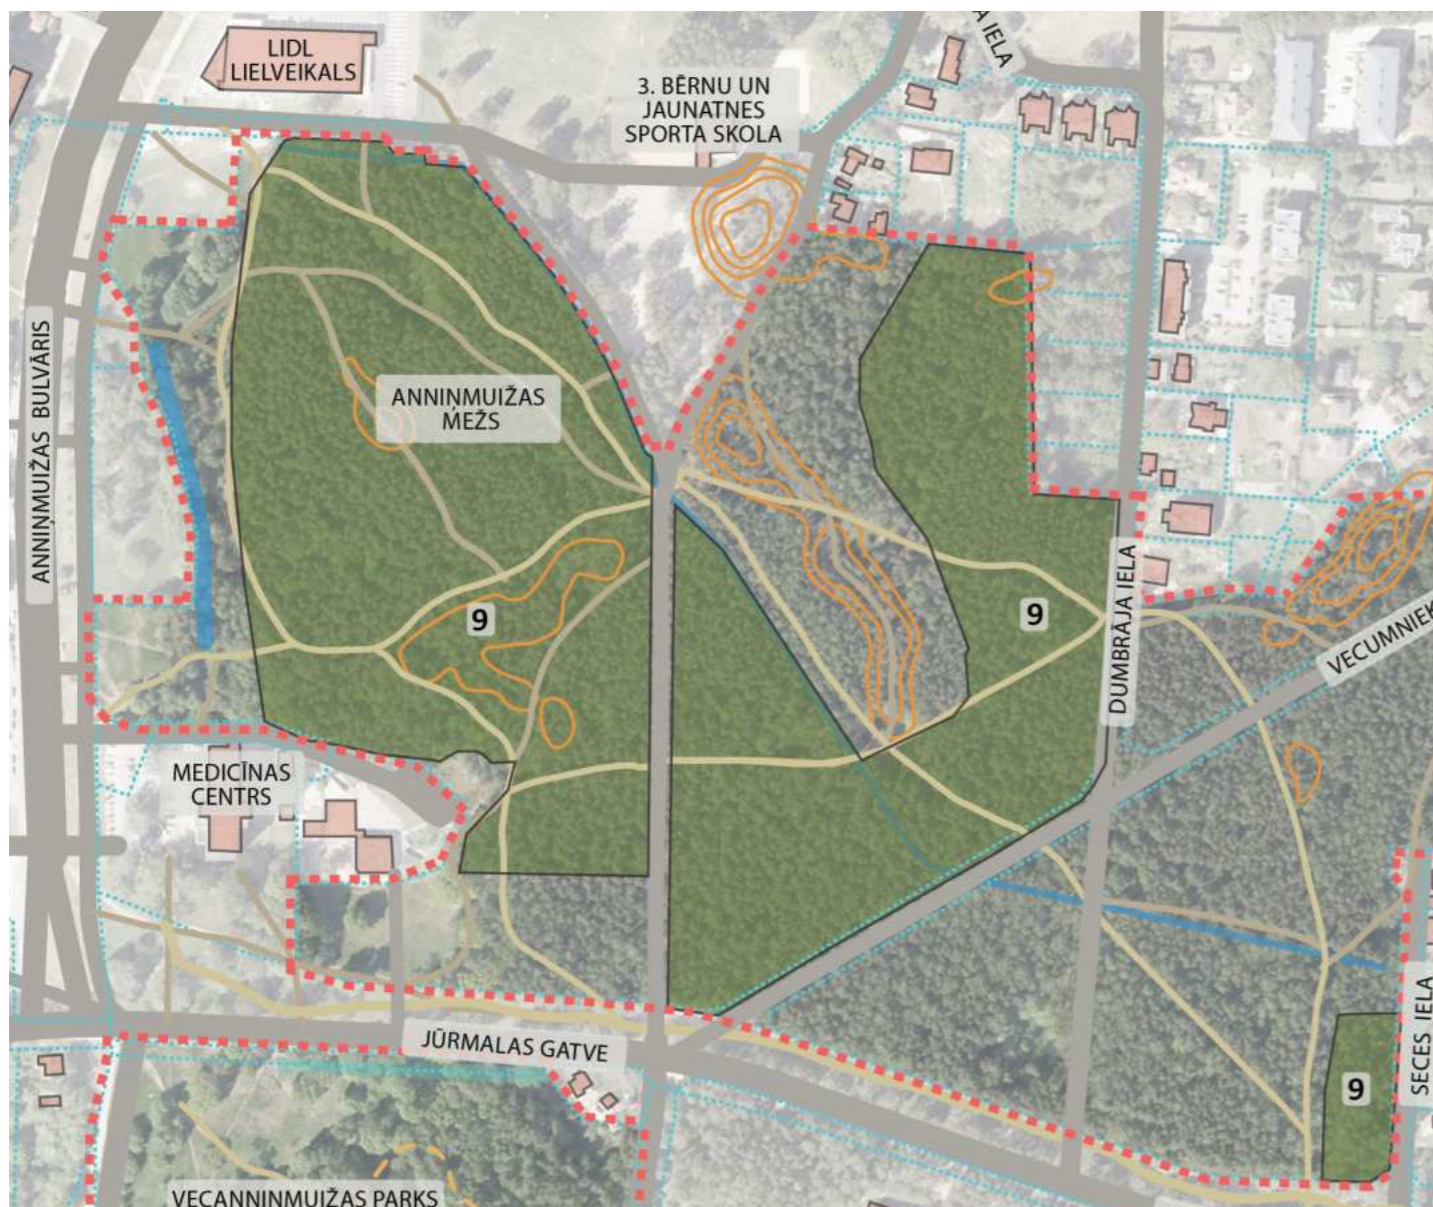 A IELA
LIDL
LIELVEIKALS
3. BĒRNU UN
JAUNATNES
SPORTA SKOLA
ANNIŅMUIŽAS BULVĀRIS
ANNIŅMUIŽAS
MEŽS
9
9
DUMBRĀJA IELA
VECUMNIEK
MEDICĪNAS
CENTRS
JŪRMALAS GATVE
SECES IELA
9
VECANNIŅMUIŽAS PARKS